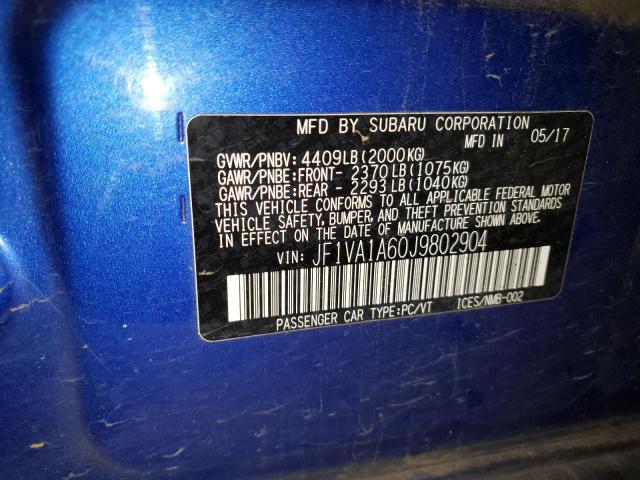 MFD BY SUBARU CORPORATION
MFD IN 05/17
GVWR/PNBV: 4409LB(2000KG)
GAWR/PNBE:FRONT- 2370LB(1075KG)
GAWR/PNBE:REAR - 2293LB(1040KG)
THIS VEHICLE CONFORMS TO ALL APPLICABLE FEDERAL MOTOR
VEHICLE SAFETY, BUMPER, AND THEFT PREVENTION STANDARDS
IN EFFECT ON THE DATE OF MANUFACTURE SHOWN ABOVE.
VIN: JF1VA1A60J9802904
PASSENGER CAR TYPE:PC/VT ICES/NMB-002